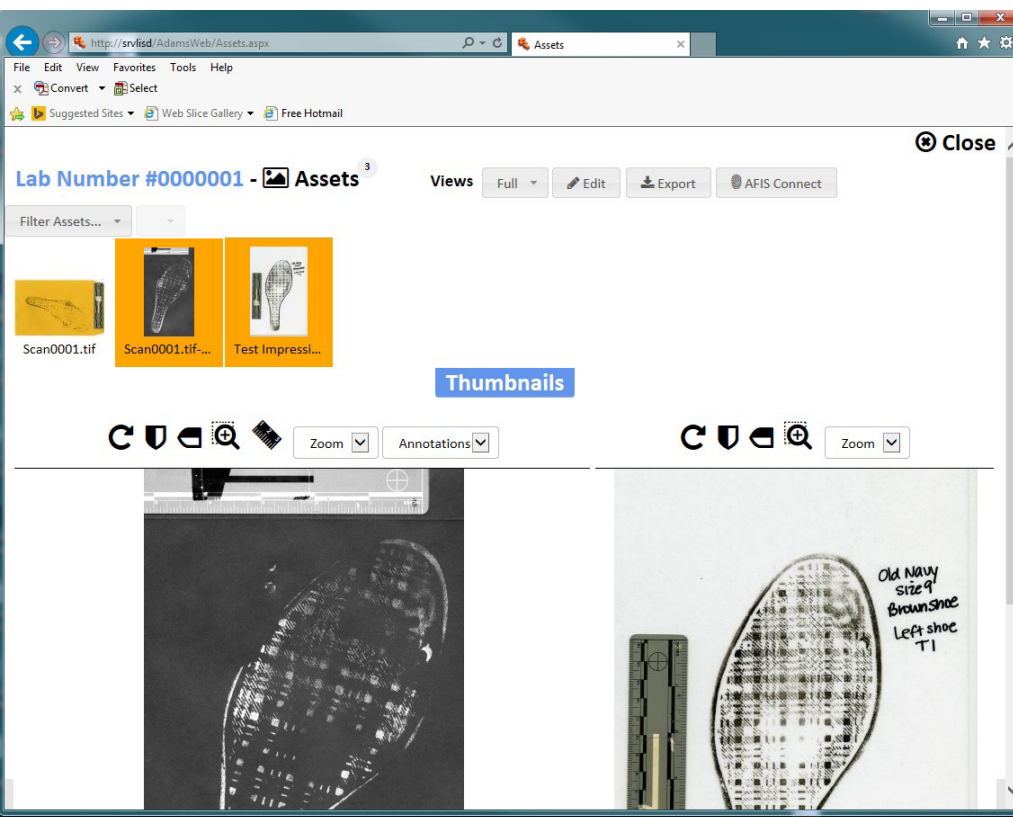 http://srvlisd/AdamsWeb/Assets.aspx
Assets
File Edit View Favorites Tools Help
x Convert Select
Suggested Sites Web Slice Gallery Free Hotmail
Close
Lab Number #0000001 - Assets 3
Views Full Edit Export AFIS Connect
Filter Assets...
Scan0001.tif
Scan0001.tif-...
Test Impressi...
Thumbnails
Zoom Annotations
Zoom
Old Navy
Size 9
Brown shoe
Left shoe
T1